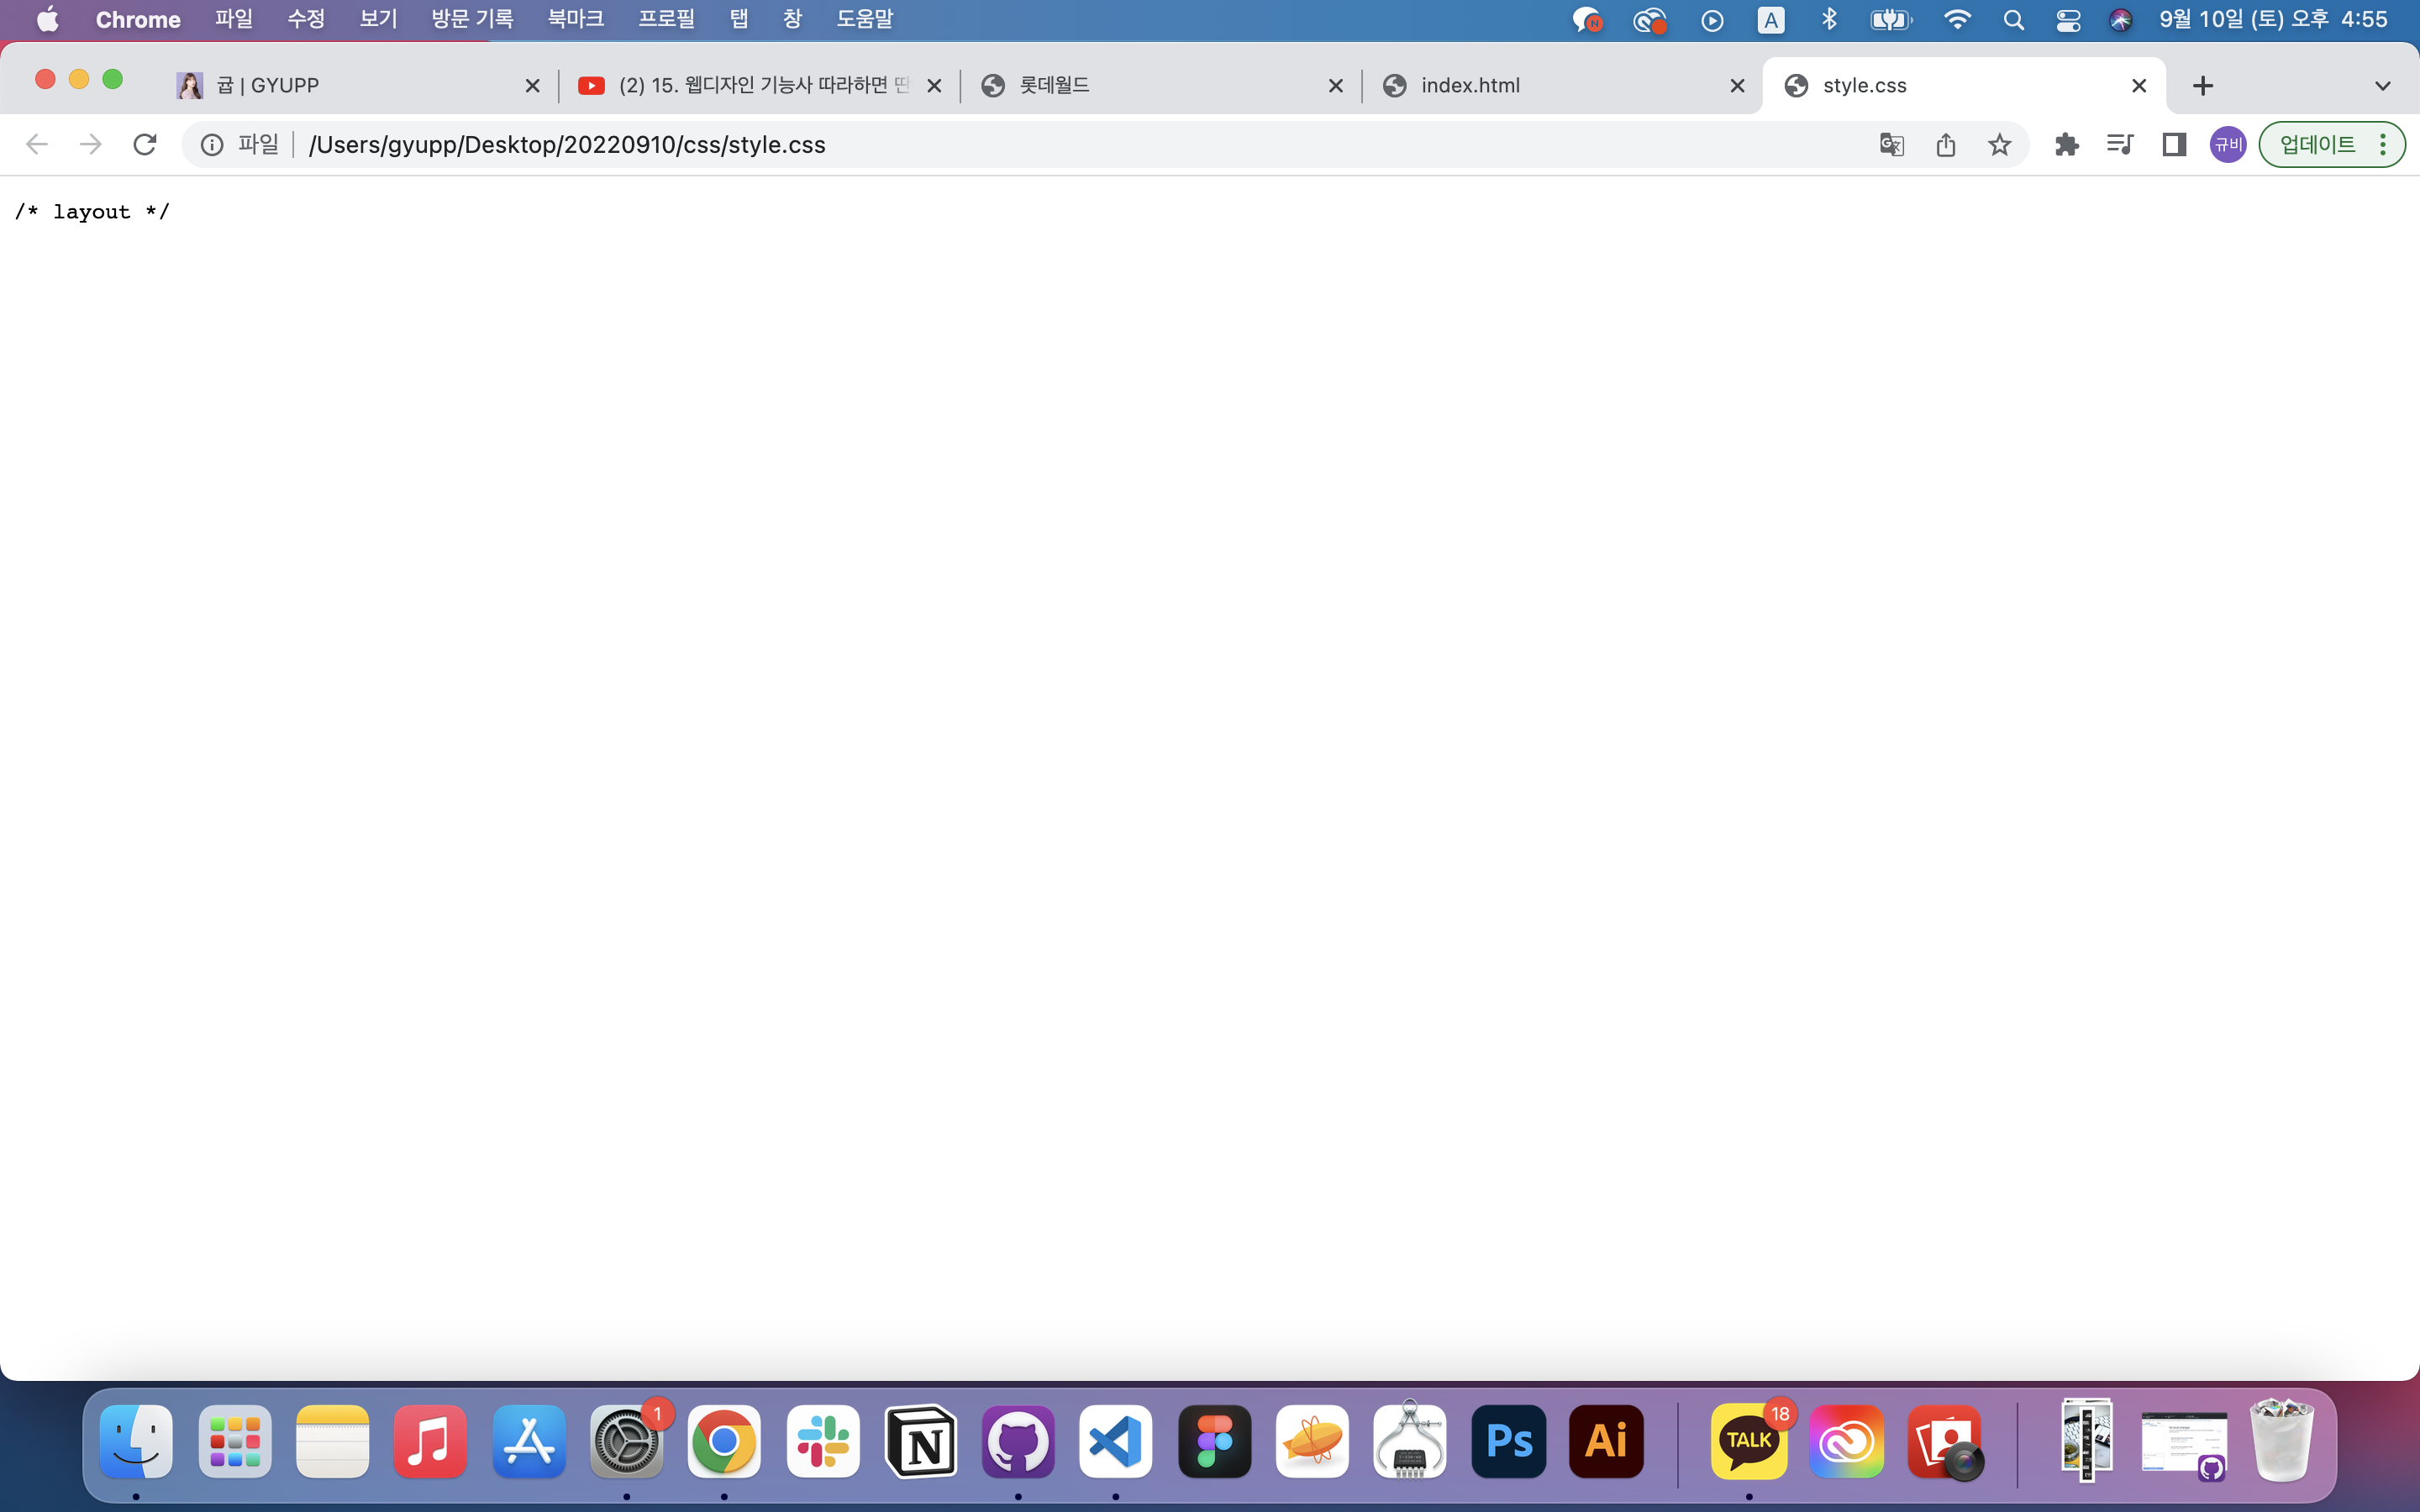 Chrome 파일 수정 보기 방문 기록 북마크 프로필 탭 창 도움말 N A 9월 10일 (토) 오후 4:55
귭 | GYUPP (2) 15. 웹디자인 기능사 따라하면 롯데월드 index.html style.css
파일 /Users/gyupp/Desktop/20220910/css/style.css 규비 업데이트
/* layout */
1 N Ps Ai TALK 18